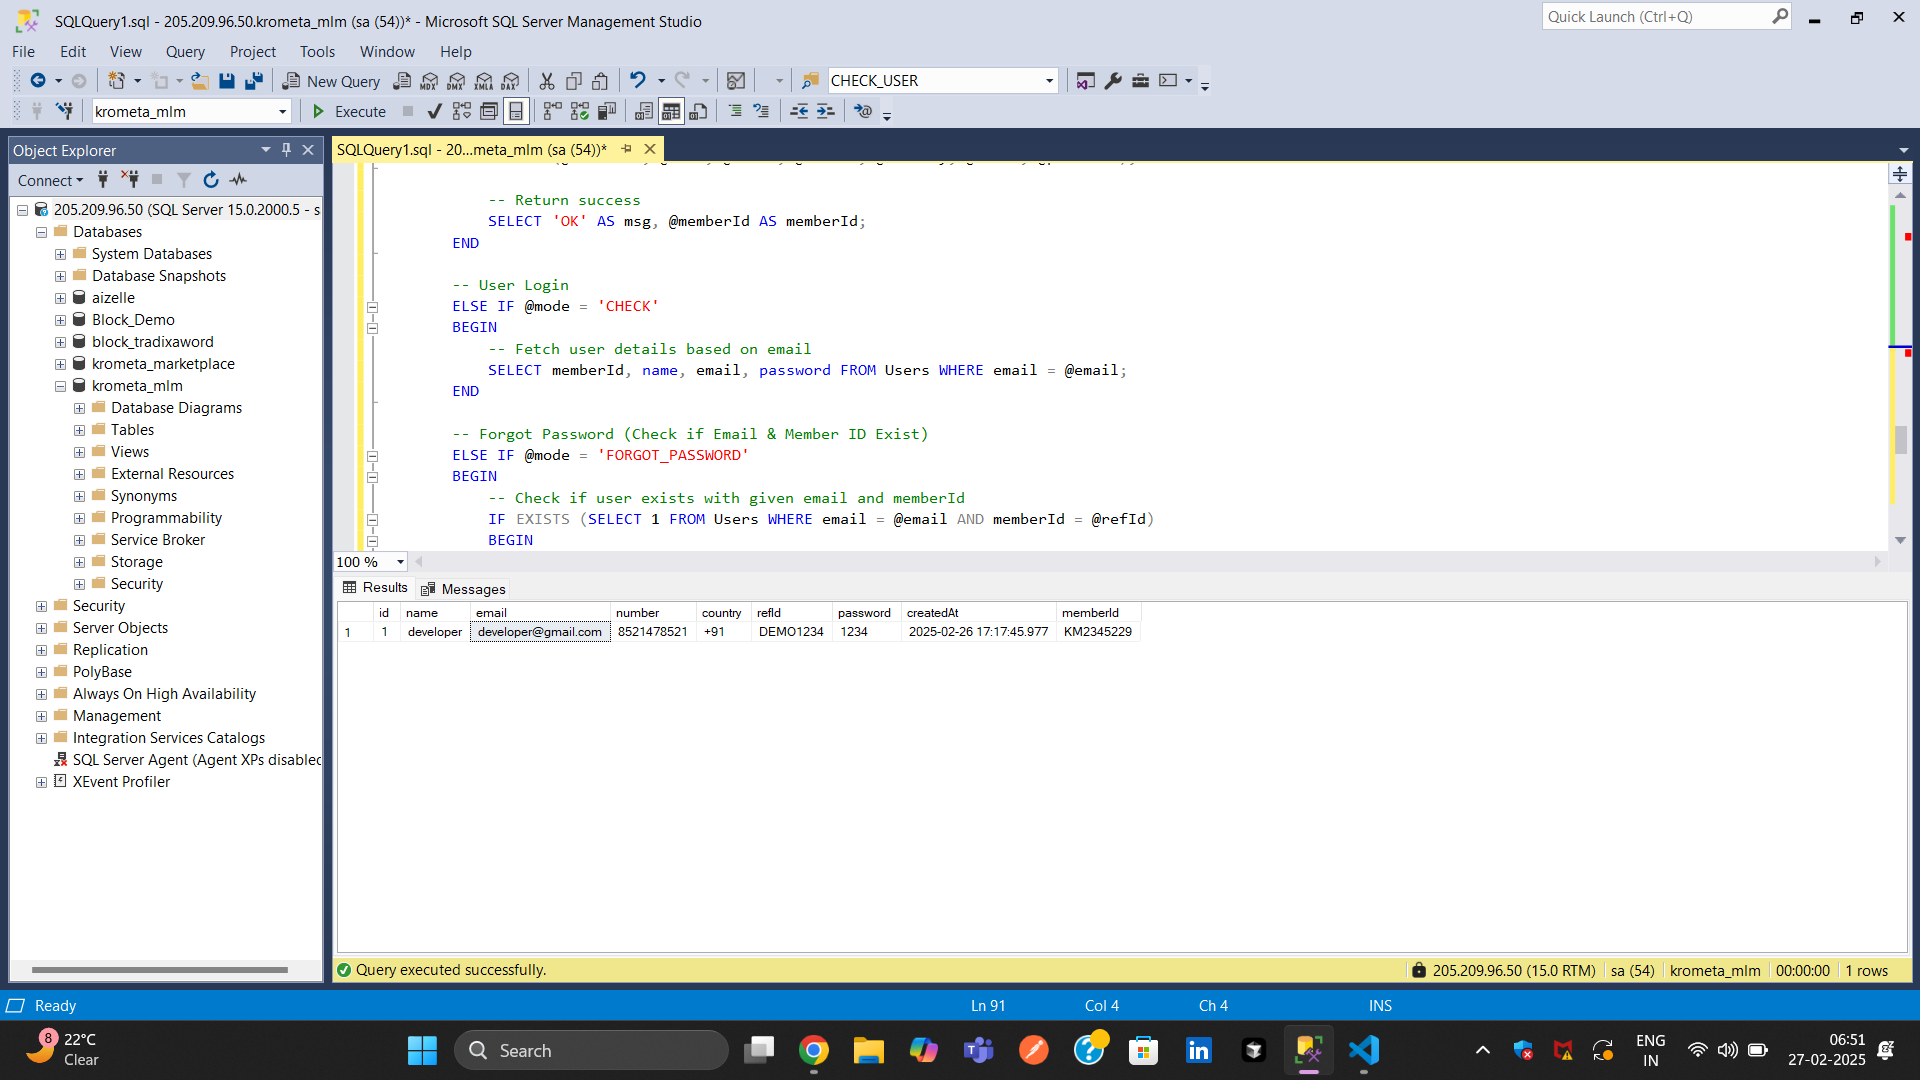 SQLQuery1.sql - 205.209.96.50.krometa_mlm (sa (54))* - Microsoft SQL Server Management Studio
Quick Launch (Ctrl+Q)
File Edit View Query Project Tools Window Help
New Query
MDX DMX XMLA DAX
CHECK_USER
krometa_mlm
Execute
Object Explorer
SQLQuery1.sql - 20...meta_mlm (sa (54))*
Connect
205.209.96.50 (SQL Server 15.0.2000.5 - s
Databases
System Databases
Database Snapshots
aizelle
Block_Demo
block_tradixaword
krometa_marketplace
krometa_mlm
Database Diagrams
Tables
Views
External Resources
Synonyms
Programmability
Service Broker
Storage
Security
Security
Server Objects
Replication
PolyBase
Always On High Availability
Management
Integration Services Catalogs
SQL Server Agent (Agent XPs disabled
XEvent Profiler
-- Return success
SELECT 'OK' AS msg, @memberId AS memberId;
END
-- User Login
ELSE IF @mode = 'CHECK'
BEGIN
-- Fetch user details based on email
SELECT memberId, name, email, password FROM Users WHERE email = @email;
END
-- Forgot Password (Check if Email & Member ID Exist)
ELSE IF @mode = 'FORGOT_PASSWORD'
BEGIN
-- Check if user exists with given email and memberId
IF EXISTS (SELECT 1 FROM Users WHERE email = @email AND memberId = @refId)
BEGIN
100 %
Results Messages
id name email number country refId password createdAt memberId
1 1 developer developer@gmail.com 8521478521 +91 DEMO1234 1234 2025-02-26 17:17:45.977 KM2345229
Query executed successfully.
205.209.96.50 (15.0 RTM) sa (54) krometa_mlm 00:00:00 1 rows
Ready Ln 91 Col 4 Ch 4 INS
8
22°C
Clear
Search
ENG
IN
06:51
27-02-2025